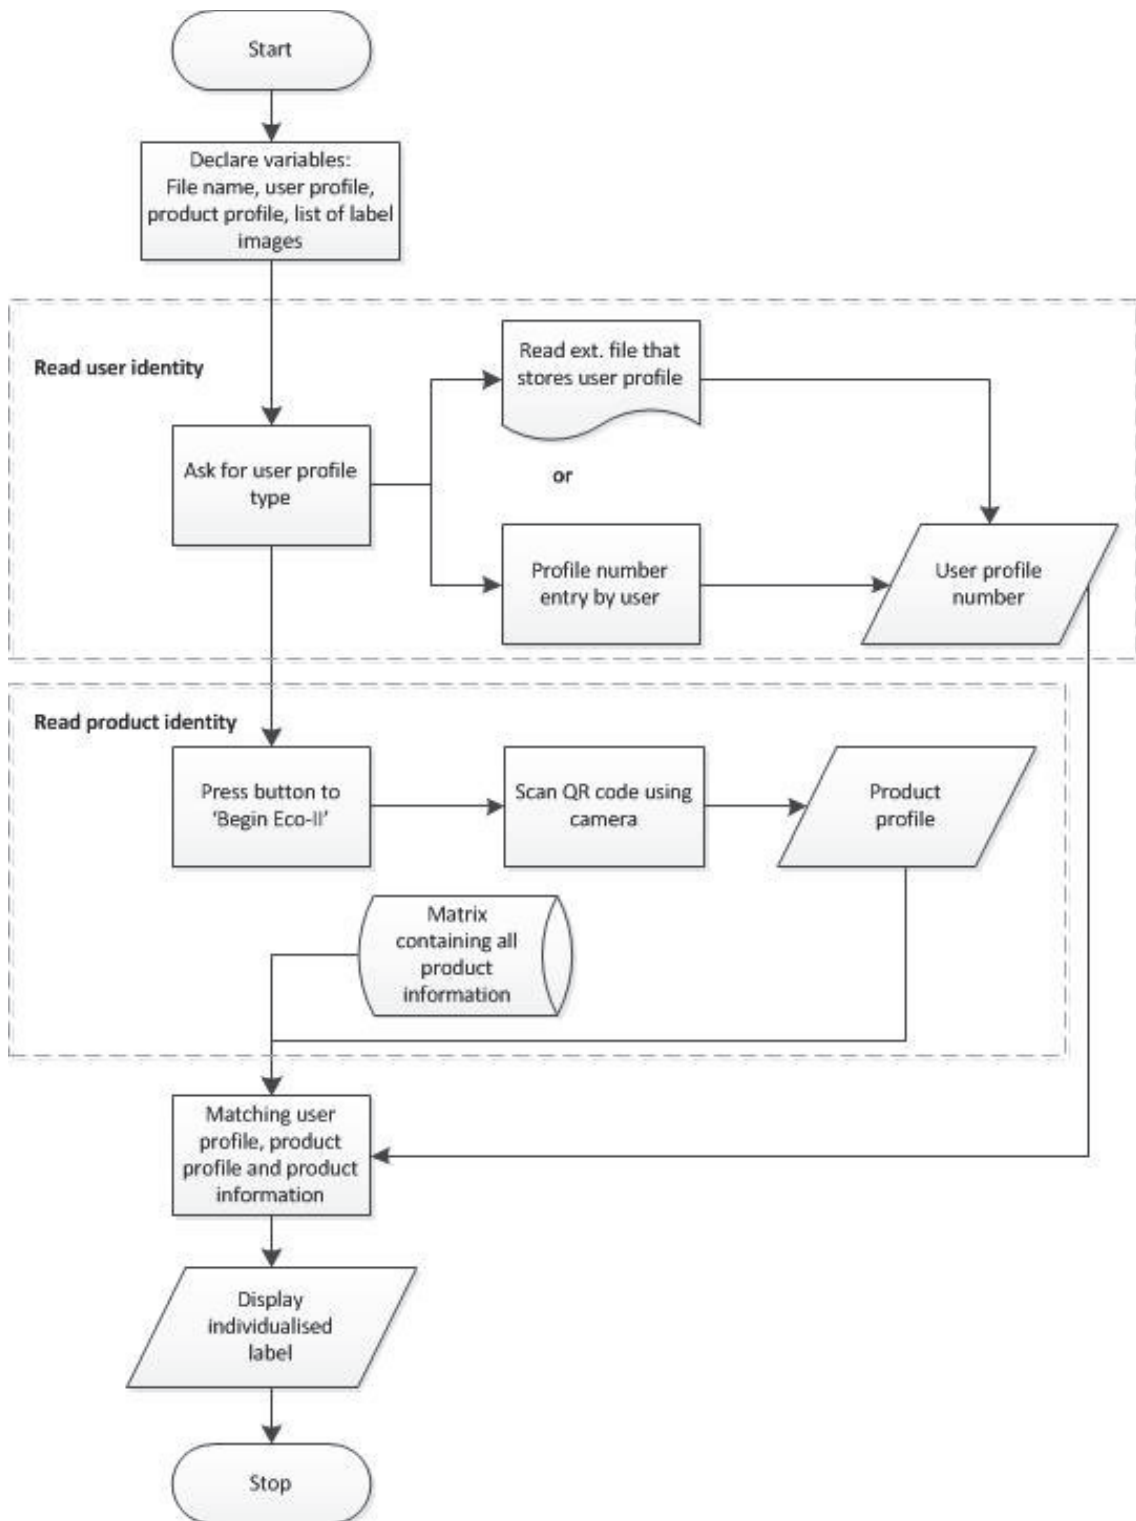 Start
Declare variables:
File name, user profile,
product profile, list of label
images
Read user identity
Read ext. file that
stores user profile
Ask for user profile
type
or
Profile number
entry by user
User profile
number
Read product identity
Press button to
‘Begin Eco-II’
Scan QR code using
camera
Product
profile
Matrix
containing all
product
information
Matching user
profile, product
profile and product
information
Display
individualised
label
Stop